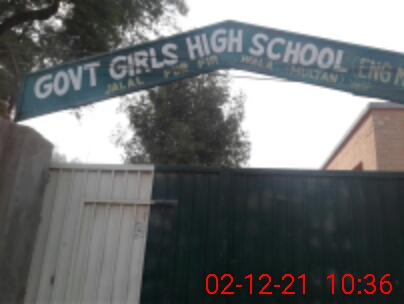 GOVT GIRLS HIGH SCHOOL (ENG M
JALAL PUR PIR WALA (MULTAN)
02-12-21 10:36